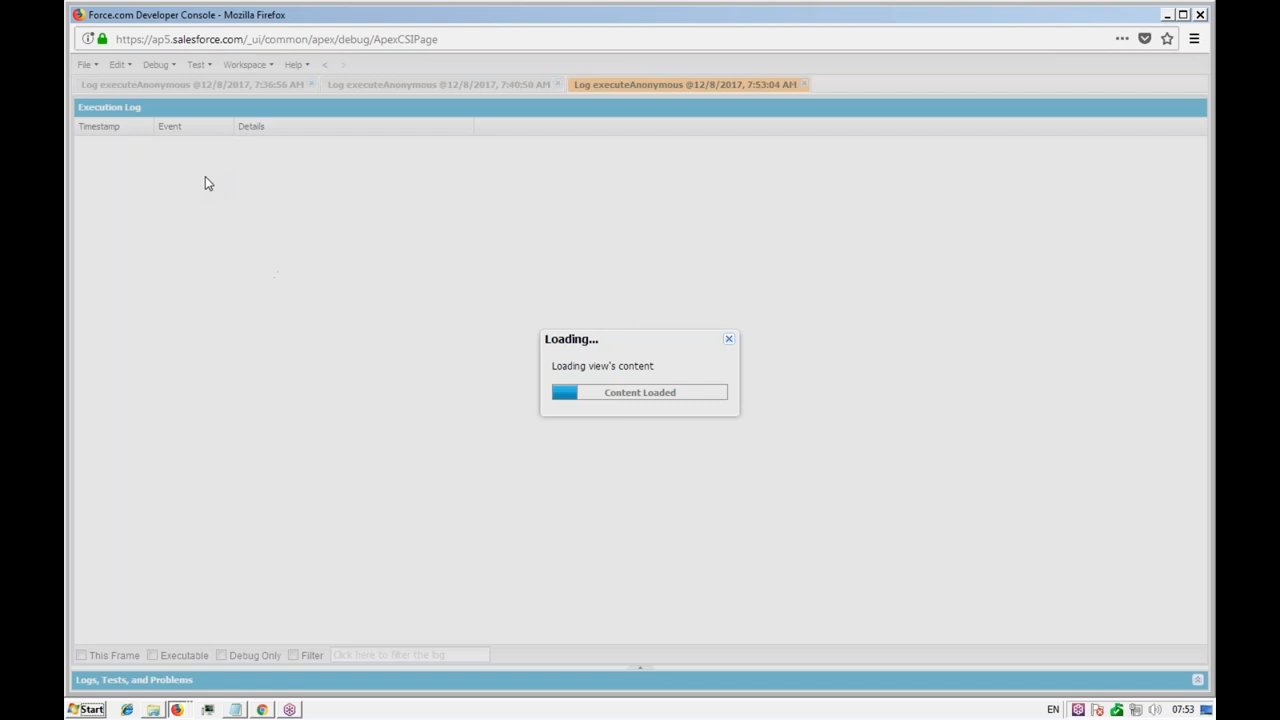 Force.com Developer Console - Mozilla Firefox
https://ap5.salesforce.com/_ui/common/apex/debug/ApexCSIPage
File Edit Debug Test Workspace Help < >
Log executeAnonymous @12/8/2017, 7:36:56 AM Log executeAnonymous @12/8/2017, 7:40:50 AM Log executeAnonymous @12/8/2017, 7:53:04 AM
Execution Log
Timestamp Event Details
Loading...
Loading view's content
Content Loaded
This Frame Executable Debug Only Filter Click here to filter the log
Logs, Tests, and Problems
Start EN 07:53